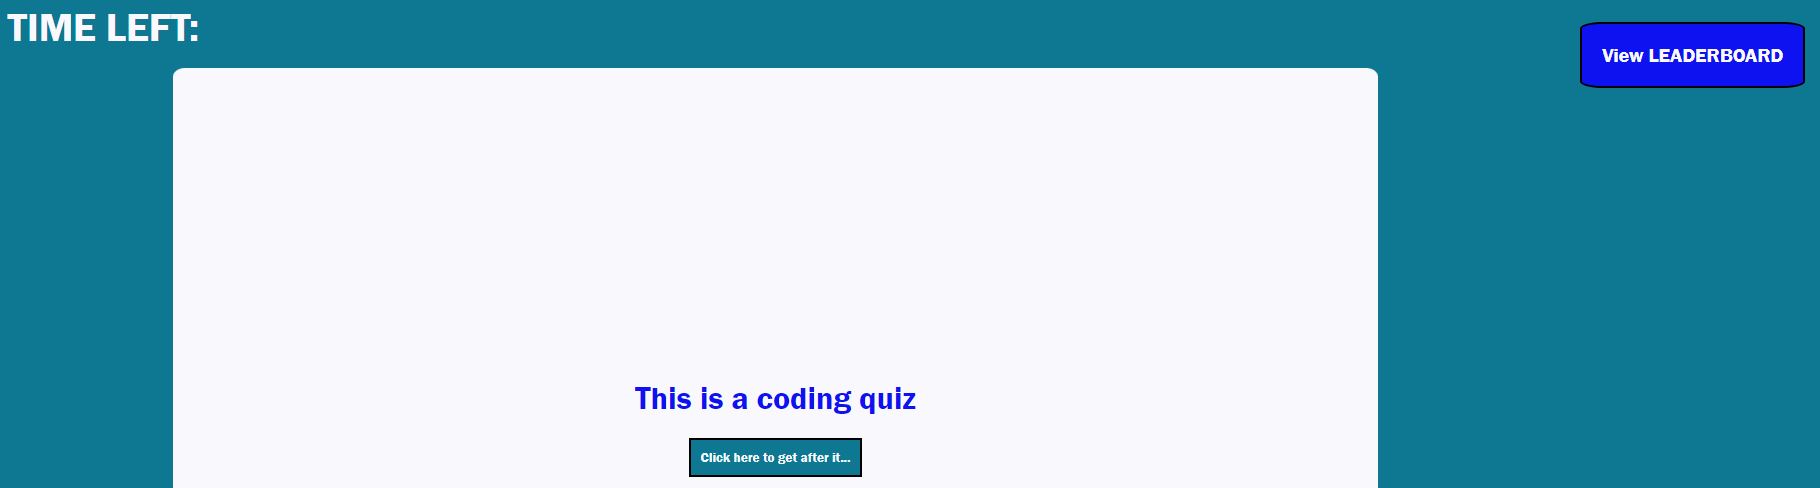 TIME LEFT:
View LEADERBOARD
This is a coding quiz
Click here to get after it...